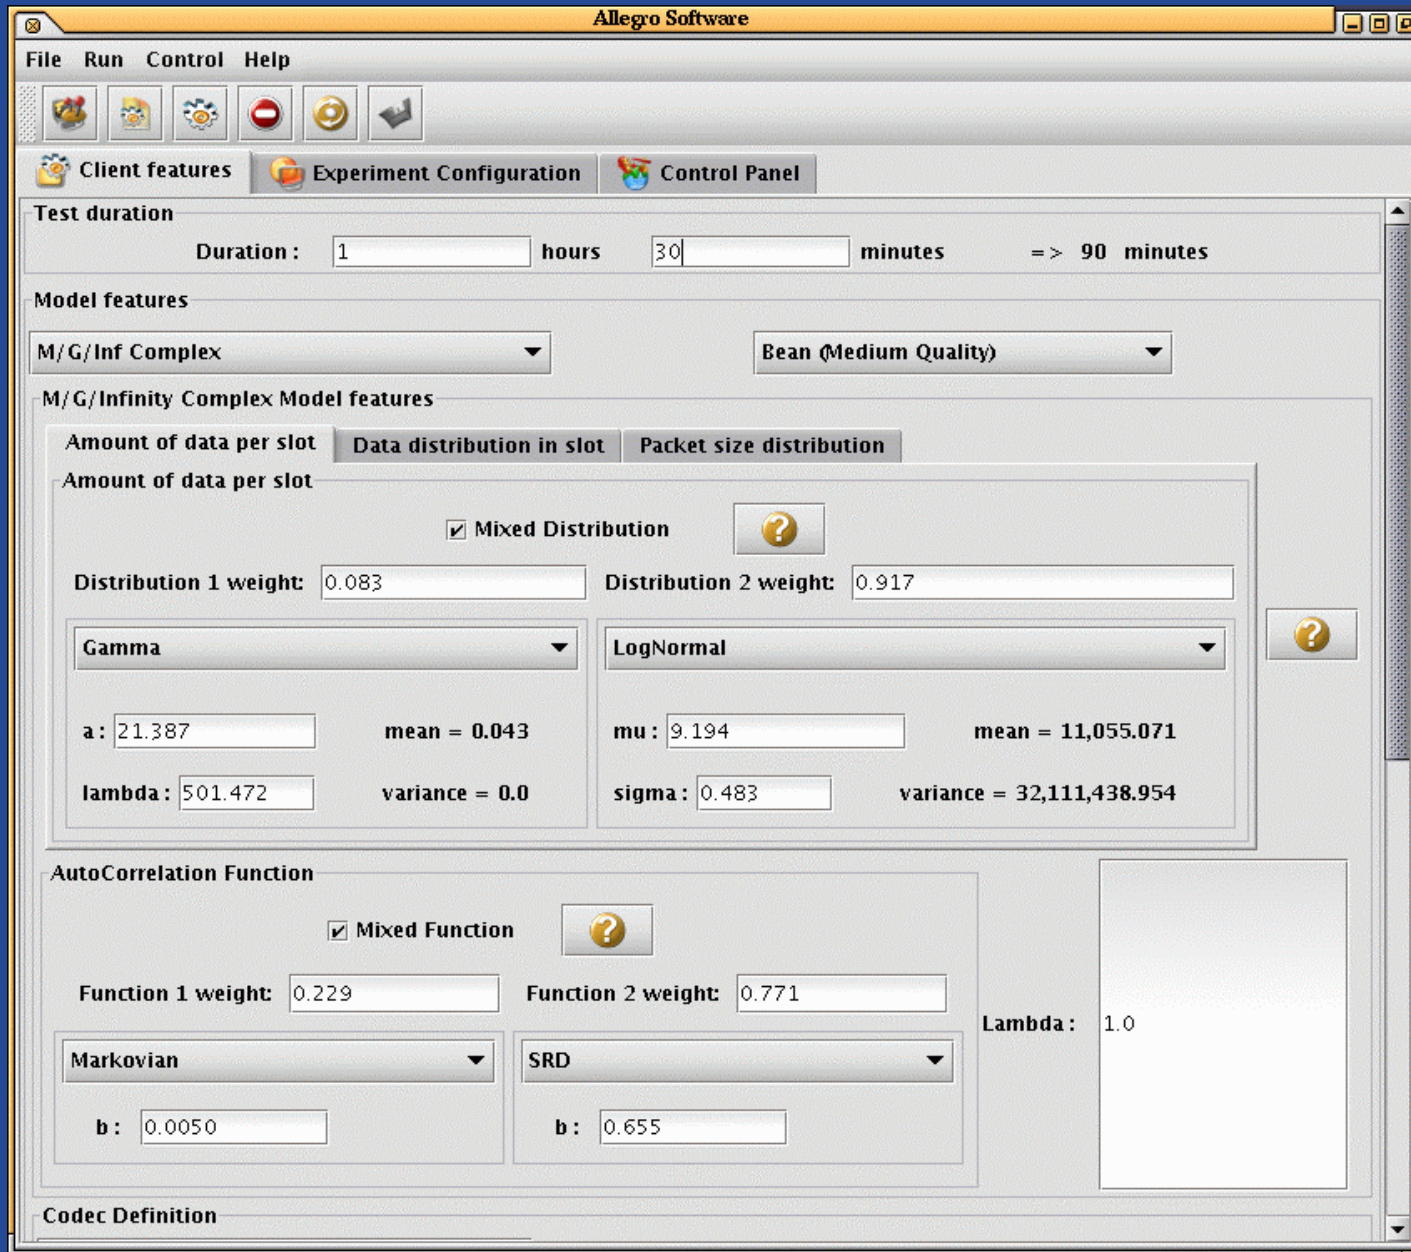 Allegro Software
File Run Control Help
Client features Experiment Configuration Control Panel
Test duration
Duration : 1 hours 30 minutes => 90 minutes
Model features
M/G/Inf Complex Bean (Medium Quality)
M/G/Infinity Complex Model features
Amount of data per slot Data distribution in slot Packet size distribution
Amount of data per slot
Mixed Distribution
Distribution 1 weight: 0.083 Distribution 2 weight: 0.917
Gamma LogNormal
a : 21.387 mean = 0.043 mu : 9.194 mean = 11,055.071
lambda : 501.472 variance = 0.0 sigma : 0.483 variance = 32,111,438.954
AutoCorrelation Function
Mixed Function
Function 1 weight: 0.229 Function 2 weight: 0.771
Lambda : 1.0
Markovian SRD
b : 0.0050 b : 0.655
Codec Definition